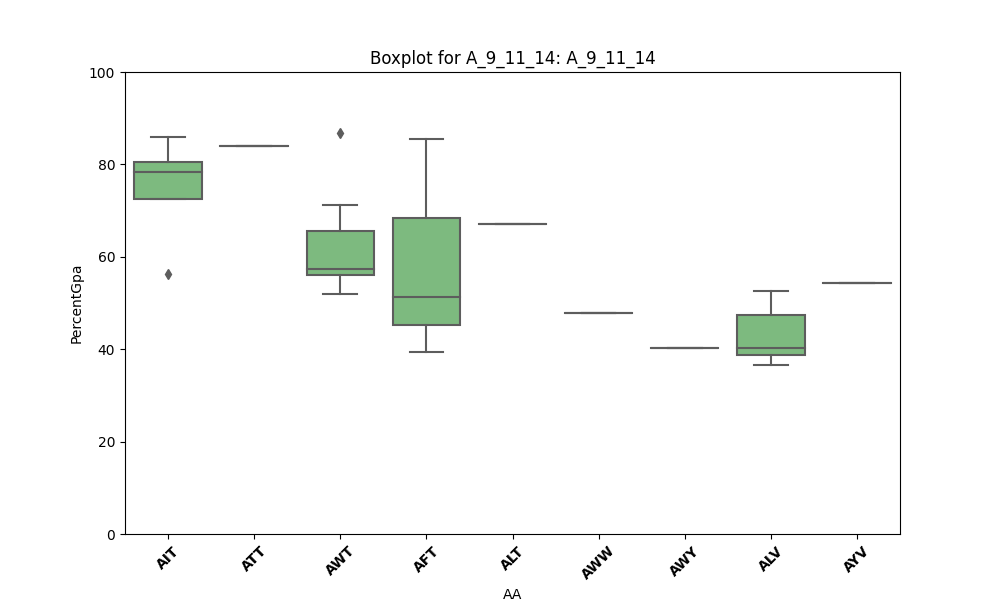 Boxplot for A_9_11_14: A_9_11_14
100
80
60
40
20
0
PercentGpa
AIT
ATT
AWT
AFT
ALT
AWW
AWY
ALV
AYV
AA